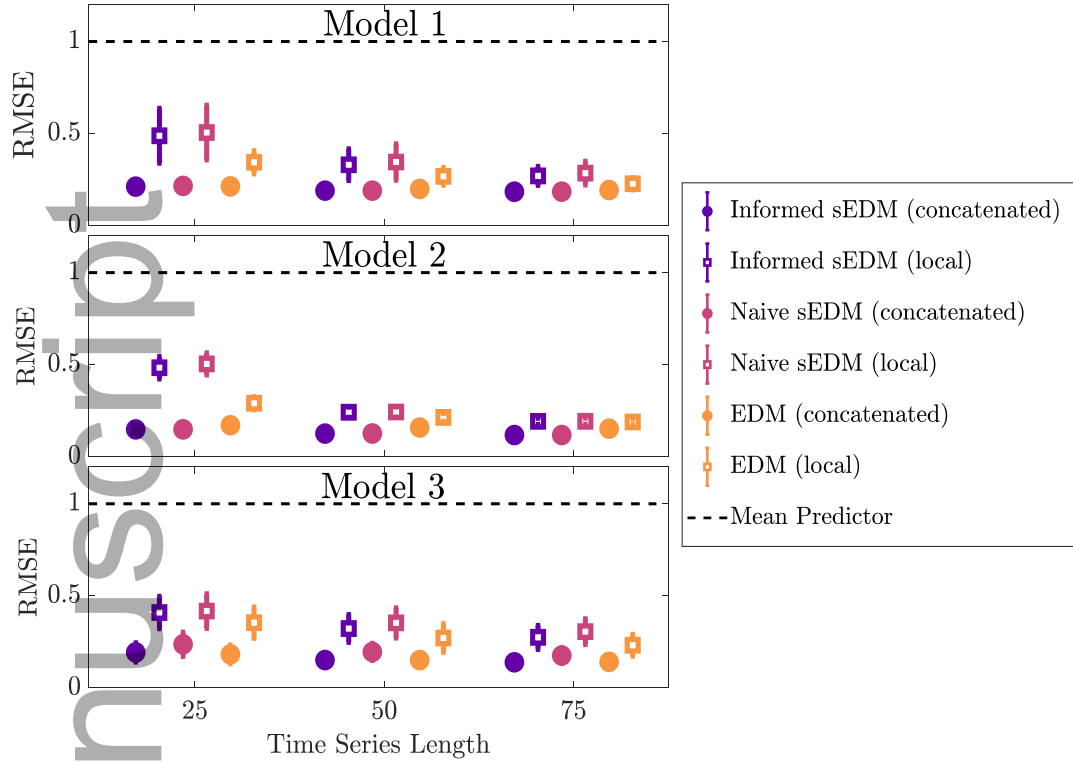 Model 1
1
0.5
0
RMSE
Model 2
1
0.5
0
RMSE
Model 3
1
0.5
0
RMSE
25 50 75
Time Series Length
Informed sEDM (concatenated)
Informed sEDM (local)
Naive sEDM (concatenated)
Naive sEDM (local)
EDM (concatenated)
EDM (local)
Mean Predictor
nuscript